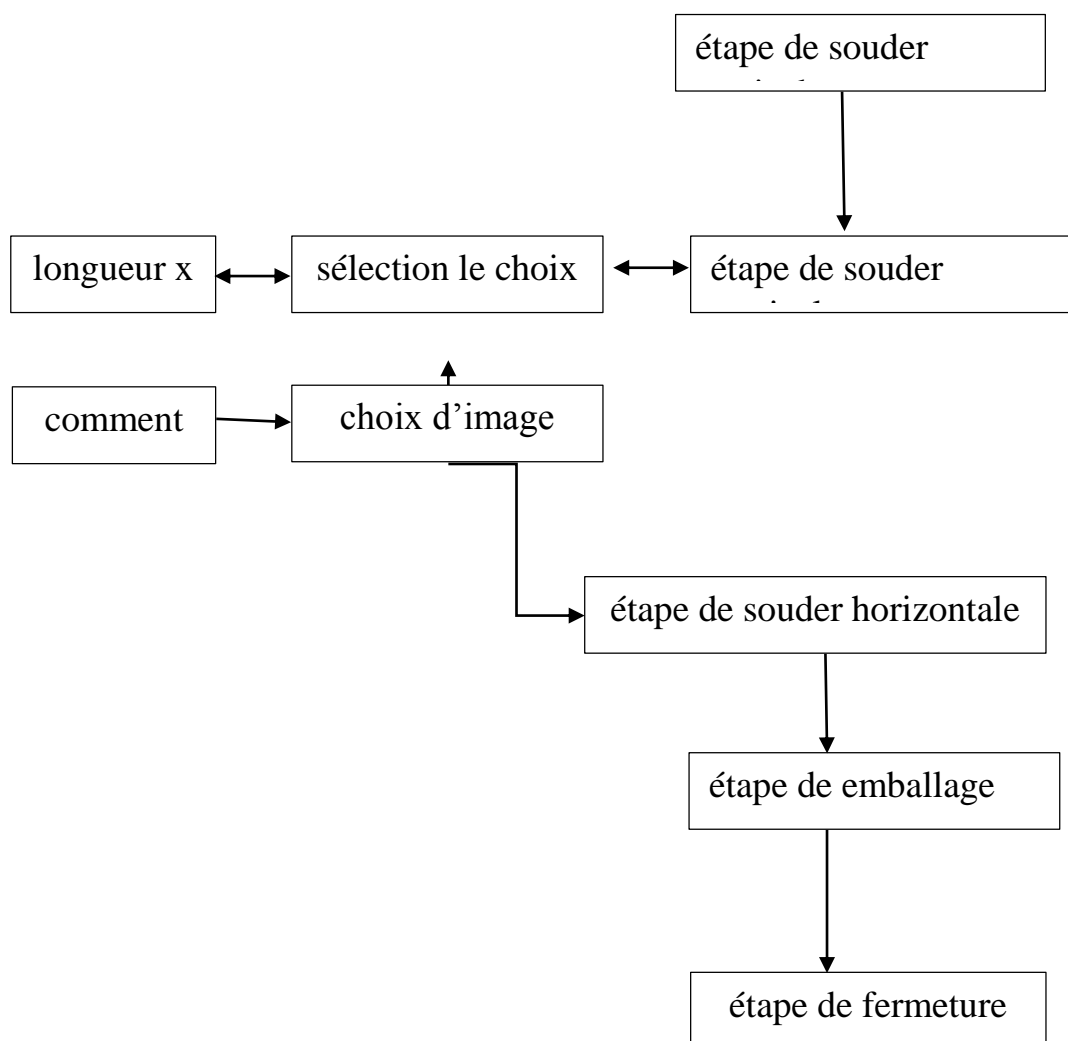 étape de souder
longueur x
sélection le choix
étape de souder
comment
choix d’image
étape de souder horizontale
étape de emballage
étape de fermeture